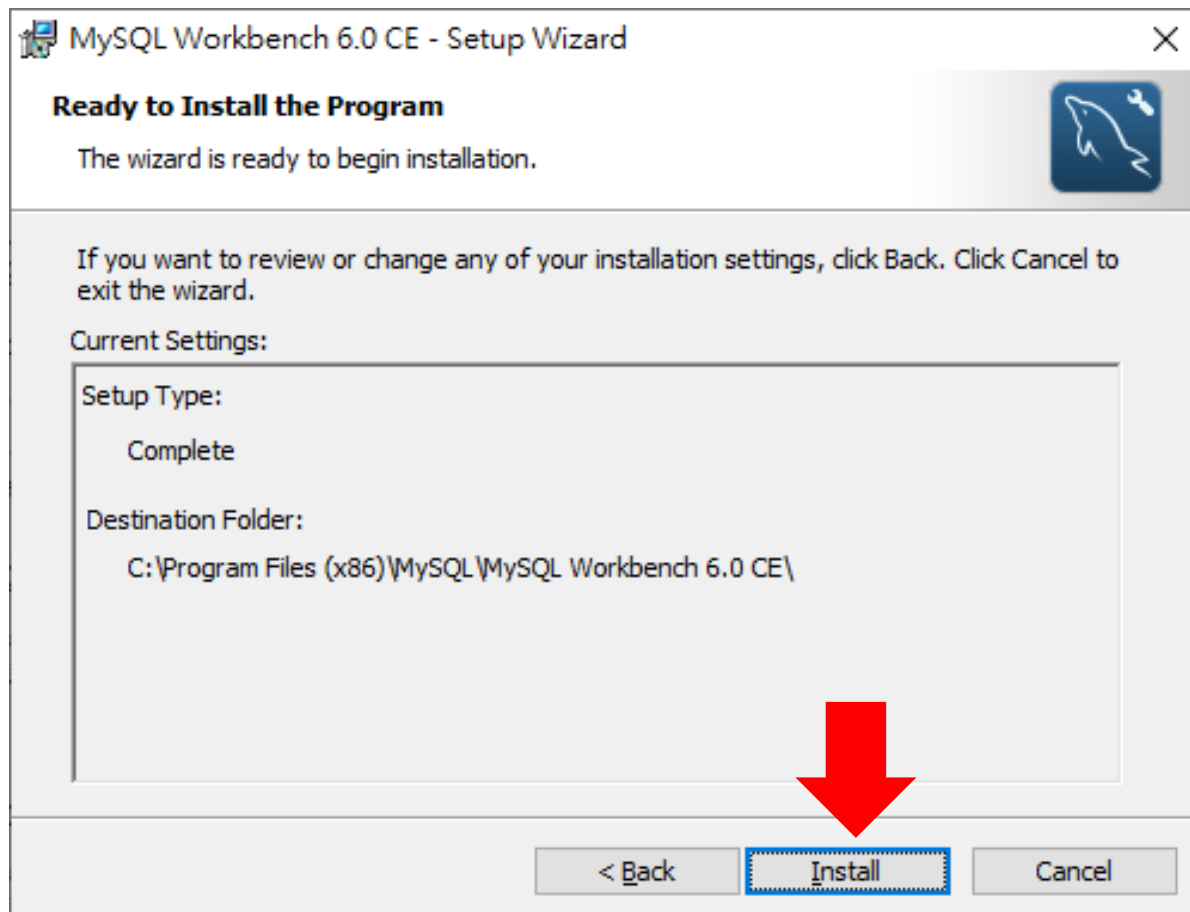 MySQL Workbench 6.0 CE - Setup Wizard
Ready to Install the Program
The wizard is ready to begin installation.
If you want to review or change any of your installation settings, click Back. Click Cancel to
exit the wizard.
Current Settings:
Setup Type:
Complete
Destination Folder:
C:\Program Files (x86)\MySQL\MySQL Workbench 6.0 CE\
< Back
Install
Cancel